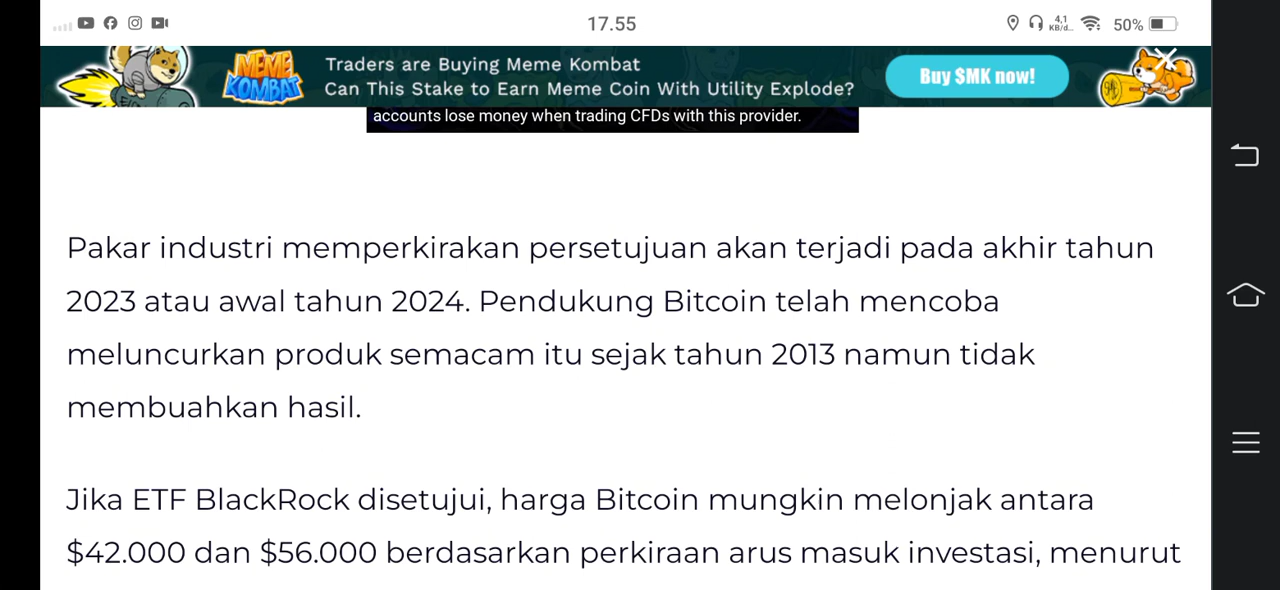 17.55
4,1
KB/d...
50%
MEME
KOMBAT
Traders are Buying Meme Kombat
Can This Stake to Earn Meme Coin With Utility Explode?
Buy $MK now!
accounts lose money when trading CFDs with this provider.
Pakar industri memperkirakan persetujuan akan terjadi pada akhir tahun
2023 atau awal tahun 2024. Pendukung Bitcoin telah mencoba
meluncurkan produk semacam itu sejak tahun 2013 namun tidak
membuahkan hasil.
Jika ETF BlackRock disetujui, harga Bitcoin mungkin melonjak antara
$42.000 dan $56.000 berdasarkan perkiraan arus masuk investasi, menurut